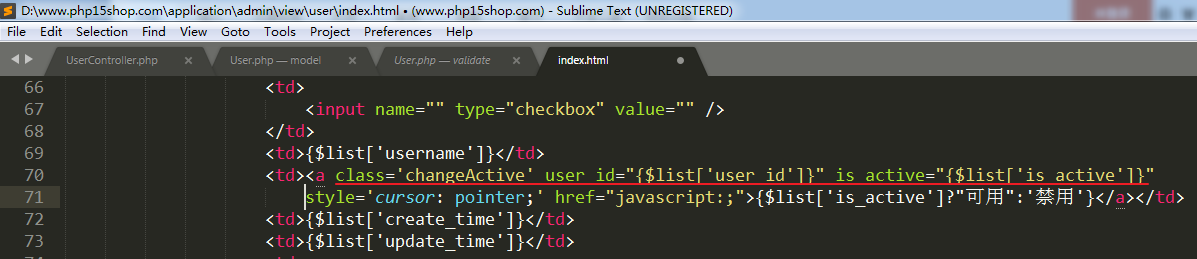 D:\www.php15shop.com\application\admin\view\user\index.html • (www.php15shop.com) - Sublime Text (UNREGISTERED)
File Edit Selection Find View Goto Tools Project Preferences Help
UserController.php × User.php — model × User.php — validate × index.html
66 <td>
67 <input name="" type="checkbox" value="" />
68 </td>
69 <td>{$list['username']}</td>
70 <td><a class='changeActive' user_id="{$list['user_id']}" is_active="{$list['is_active']}"
71 style='cursor: pointer;' href="javascript:;">{$list['is_active']?"可用":'禁用'}</a></td>
72 <td>{$list['create_time']}</td>
73 <td>{$list['update_time']}</td>